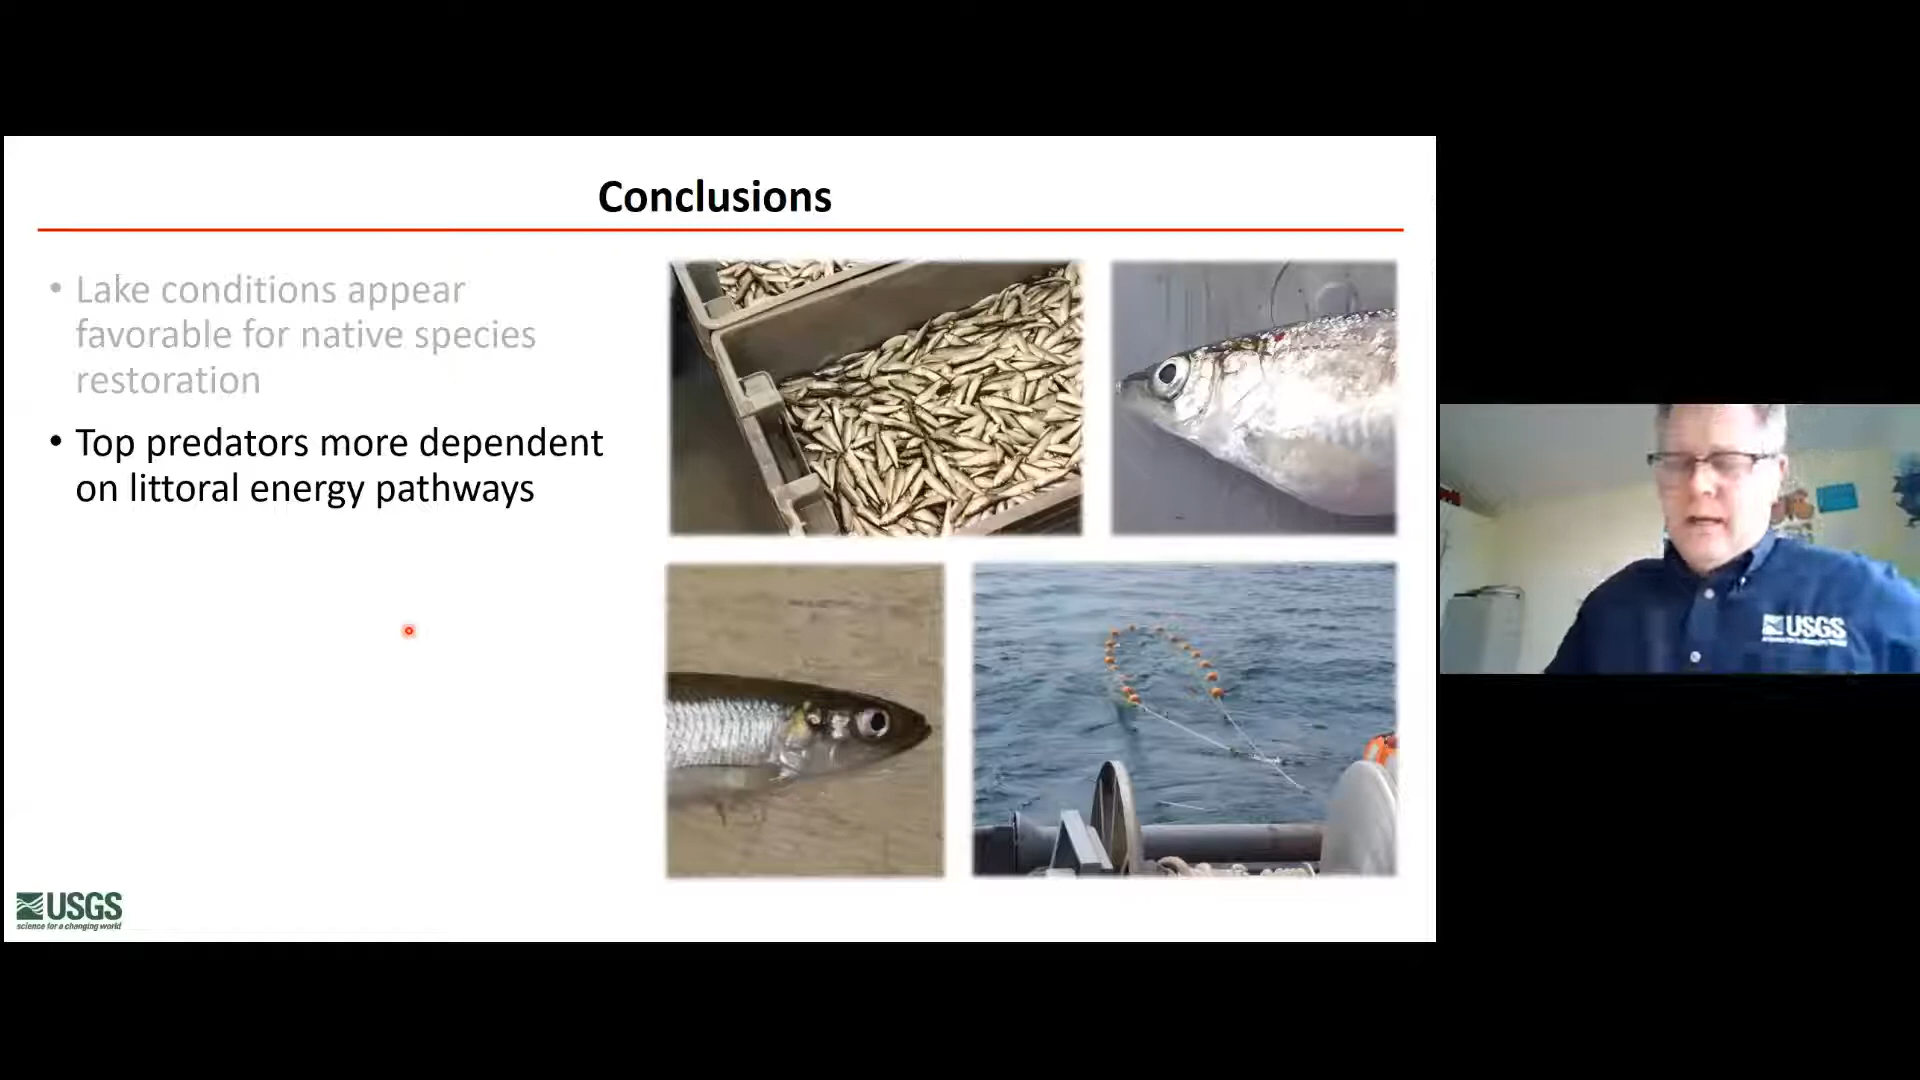 Conclusions
• Lake conditions appear
favorable for native species
restoration
• Top predators more dependent
on littoral energy pathways
USGS
science for a changing world
USGS